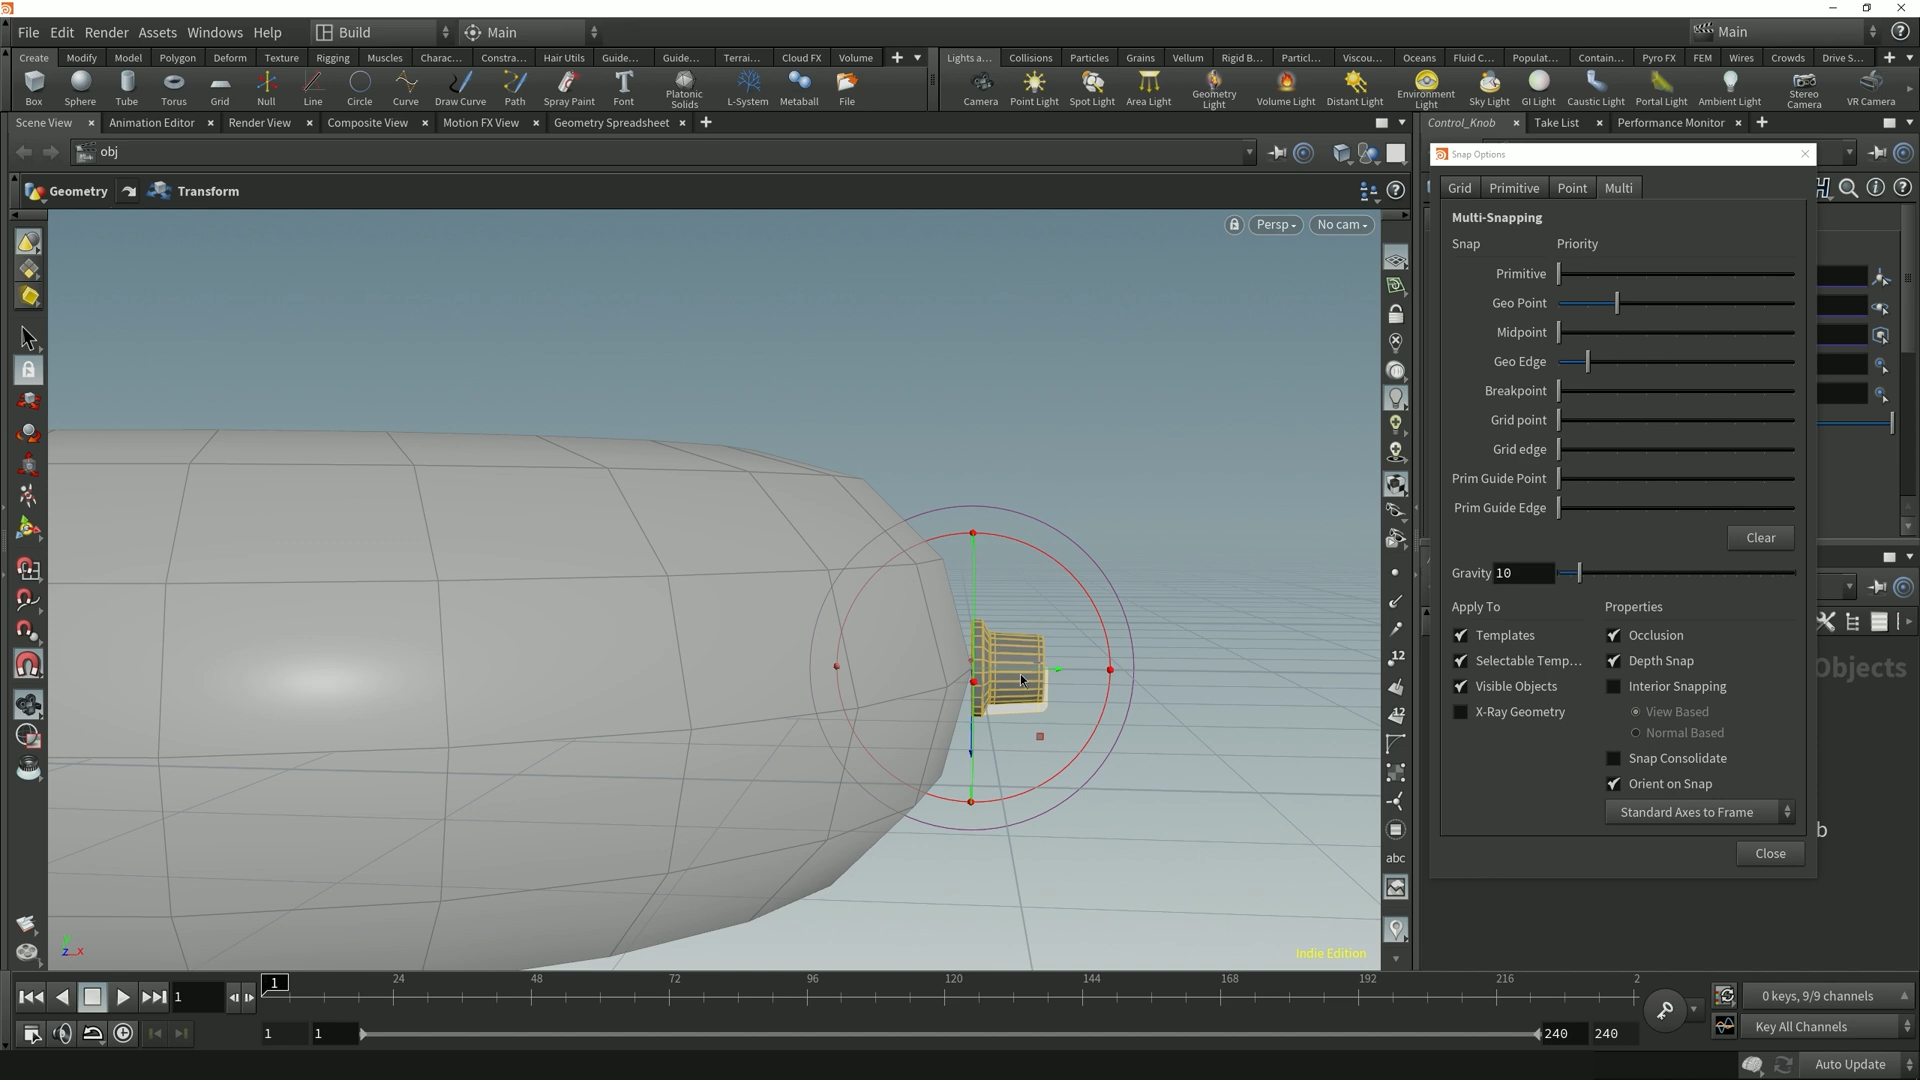 File Edit Render Assets Windows Help Build Main Main
Create Modify Model Polygon Deform Texture Rigging Muscles Charac... Constra... Hair Utils Guide... Guide... Terrai... Cloud FX Volume Lights a... Collisions Particles Grains Vellum Rigid B... Particl... Viscou... Oceans Fluid C... Populat... Contain... Pyro FX FEM Wires Crowds Drive S...
Box Sphere Tube Torus Grid Null Line Circle Curve Draw Curve Path Spray Paint Font Platonic Solids L-System Metaball File Camera Point Light Spot Light Area Light Geometry Light Volume Light Distant Light Environment Light Sky Light GI Light Caustic Light Portal Light Ambient Light Stereo Camera VR Camera
Scene View Animation Editor Render View Composite View Motion FX View Geometry Spreadsheet Control_Knob Take List Performance Monitor
obj
Snap Options
Geometry Transform
Grid Primitive Point Multi
Persp No cam
Multi-Snapping
Snap Priority
Primitive
Geo Point
Midpoint
Geo Edge
Breakpoint
Grid point
Grid edge
Prim Guide Point
Prim Guide Edge
Clear
Gravity 10
Apply To Properties
Templates Occlusion
Selectable Temp... Depth Snap
Visible Objects Interior Snapping
X-Ray Geometry View Based
Normal Based
Snap Consolidate
Orient on Snap
Standard Axes to Frame
Close
Objects
b
12
12
abc
z x
Indie Edition
1 1 24 48 72 96 120 144 168 192 216 2
0 keys, 9/9 channels
1 1 240 240 Key All Channels
Auto Update